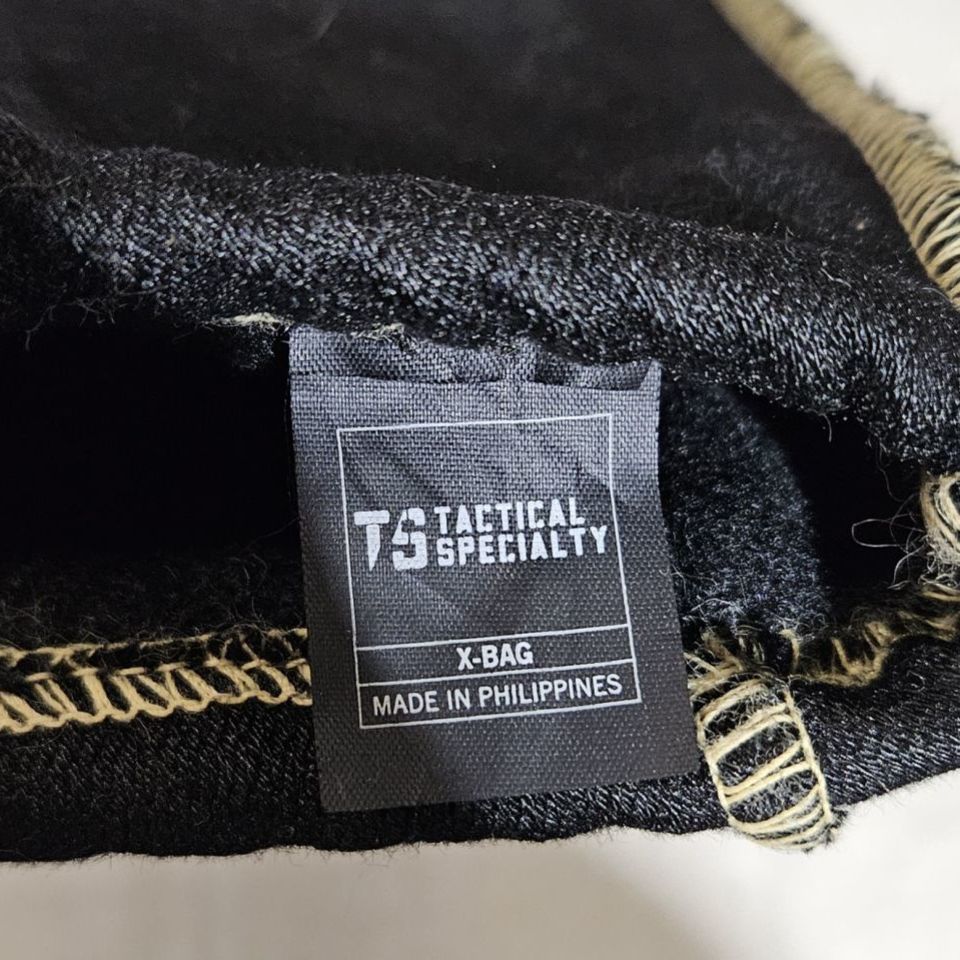 TS TACTICAL
SPECIALTY
X-BAG
MADE IN PHILIPPINES